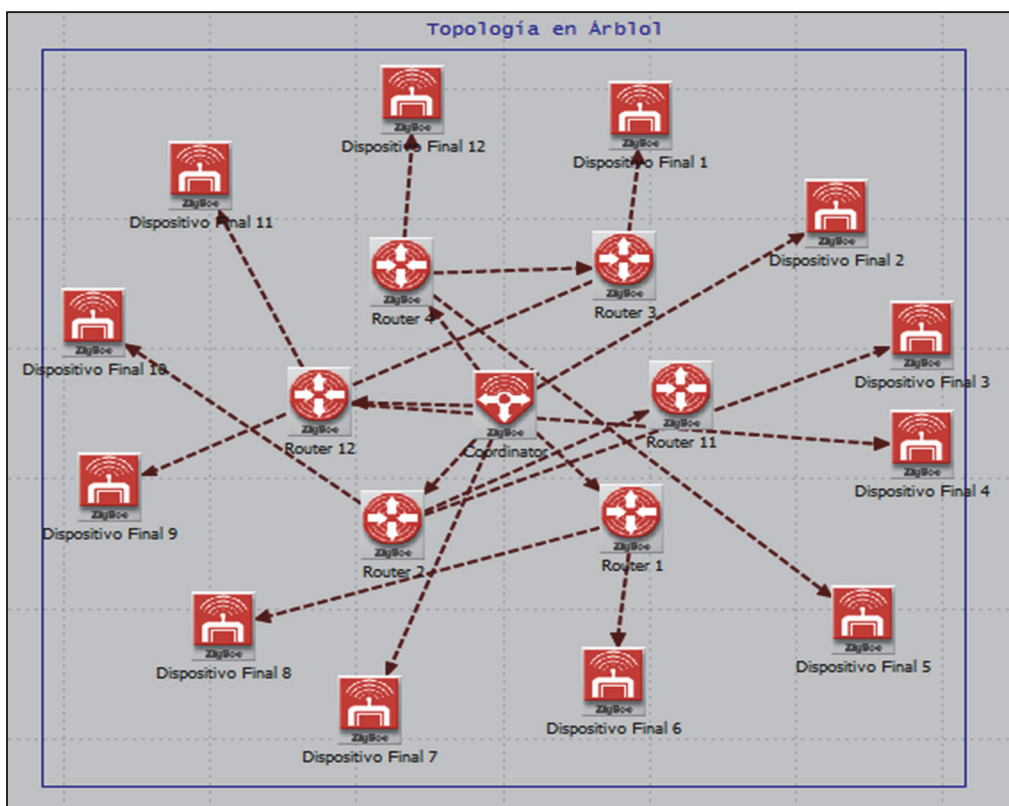 Topología en Árblol
Dispositivo Final 12
Dispositivo Final 1
Dispositivo Final 11
Dispositivo Final 2
Router 4
Router 3
Dispositivo Final 10
Dispositivo Final 3
Router 12
Coordinator
Router 11
Dispositivo Final 4
Dispositivo Final 9
Router 2
Router 1
Dispositivo Final 8
Dispositivo Final 5
Dispositivo Final 7
Dispositivo Final 6